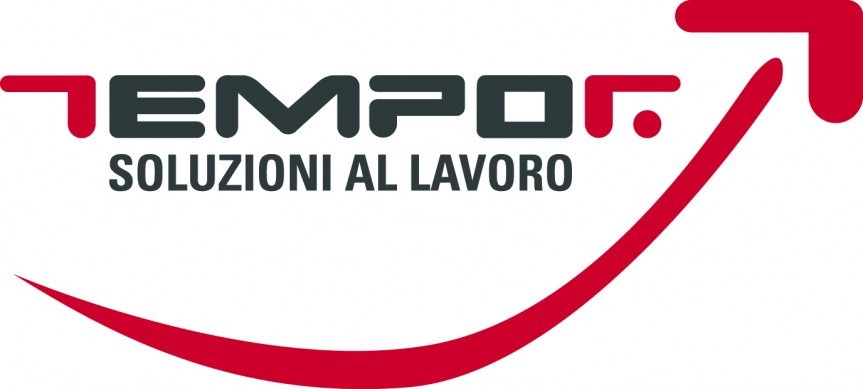 TEMPOR.
SOLUZIONI AL LAVORO